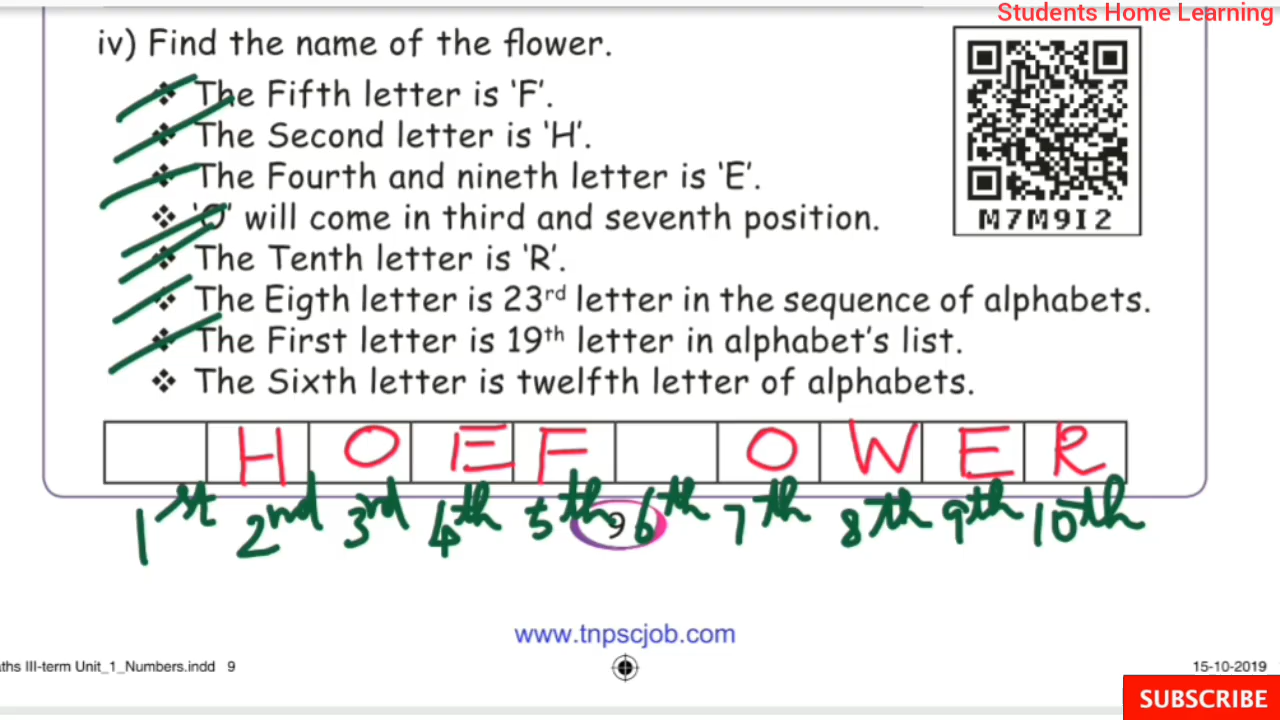 Students Home Learning
iv) Find the name of the flower.
❖ The Fifth letter is ‘F’.
❖ The Second letter is ‘H’.
❖ The Fourth and nineth letter is ‘E’.
❖ ‘O’ will come in third and seventh position.
❖ The Tenth letter is ‘R’.
❖ The Eigth letter is 23rd letter in the sequence of alphabets.
❖ The First letter is 19th letter in alphabet’s list.
❖ The Sixth letter is twelfth letter of alphabets.
M7M9I2
H O E F O W E R
1st 2nd 3rd 4th 5th 6th 7th 8th 9th 10th
9
www.tnpscjob.com
aths III-term Unit_1_Numbers.indd 9
15-10-2019
SUBSCRIBE